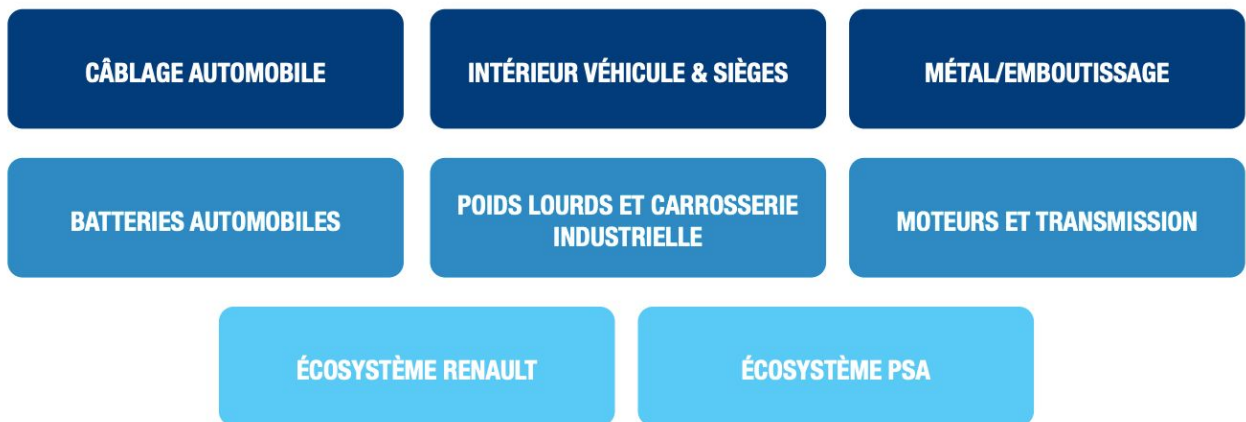 CÂBLAGE AUTOMOBILE
INTÉRIEUR VÉHICULE & SIÈGES
MÉTAL/EMBOUTISSAGE
BATTERIES AUTOMOBILES
POIDS LOURDS ET CARROSSERIE
INDUSTRIELLE
MOTEURS ET TRANSMISSION
ÉCOSYSTÈME RENAULT
ÉCOSYSTÈME PSA